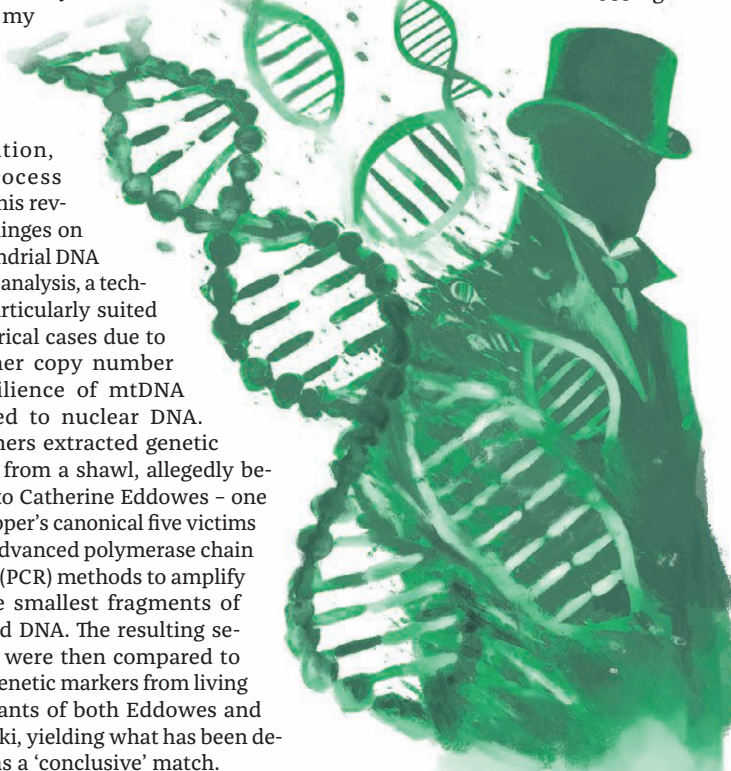 my
tion,
ocess
his rev-
inges on
ndrial DNA
analysis, a tech-
rticularly suited
rical cases due to
her copy number
ilience of mtDNA
ed to nuclear DNA.
hers extracted genetic
from a shawl, allegedly be-
to Catherine Eddowes – one
pper's canonical five victims
dvanced polymerase chain
(PCR) methods to amplify
e smallest fragments of
d DNA. The resulting se-
were then compared to
enetic markers from living
ants of both Eddowes and
ki, yielding what has been de-
as a ‘conclusive’ match.